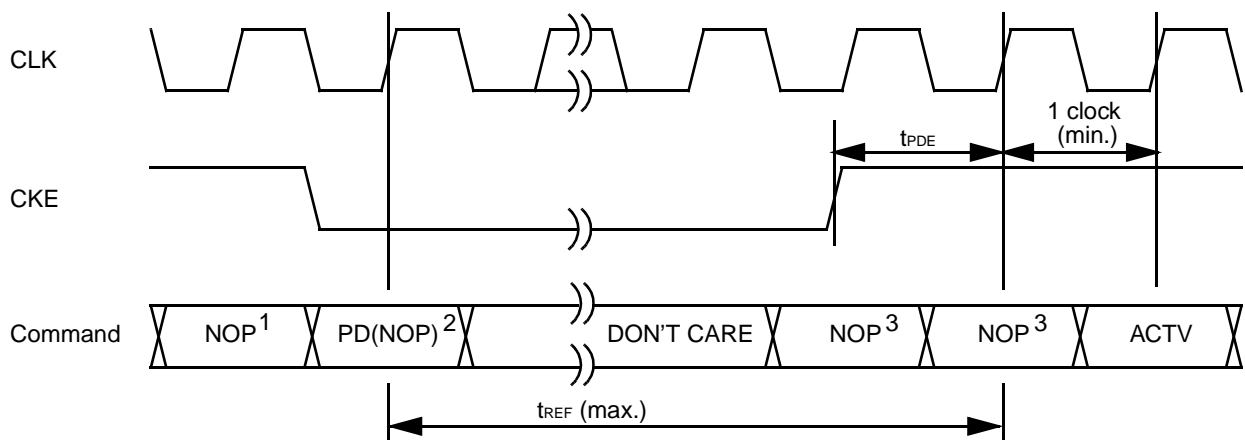 CLK
1 clock
(min.)
tPDE
CKE
Command
NOP1
PD(NOP)2
DON'T CARE
NOP3
NOP3
ACTV
tREF (max.)